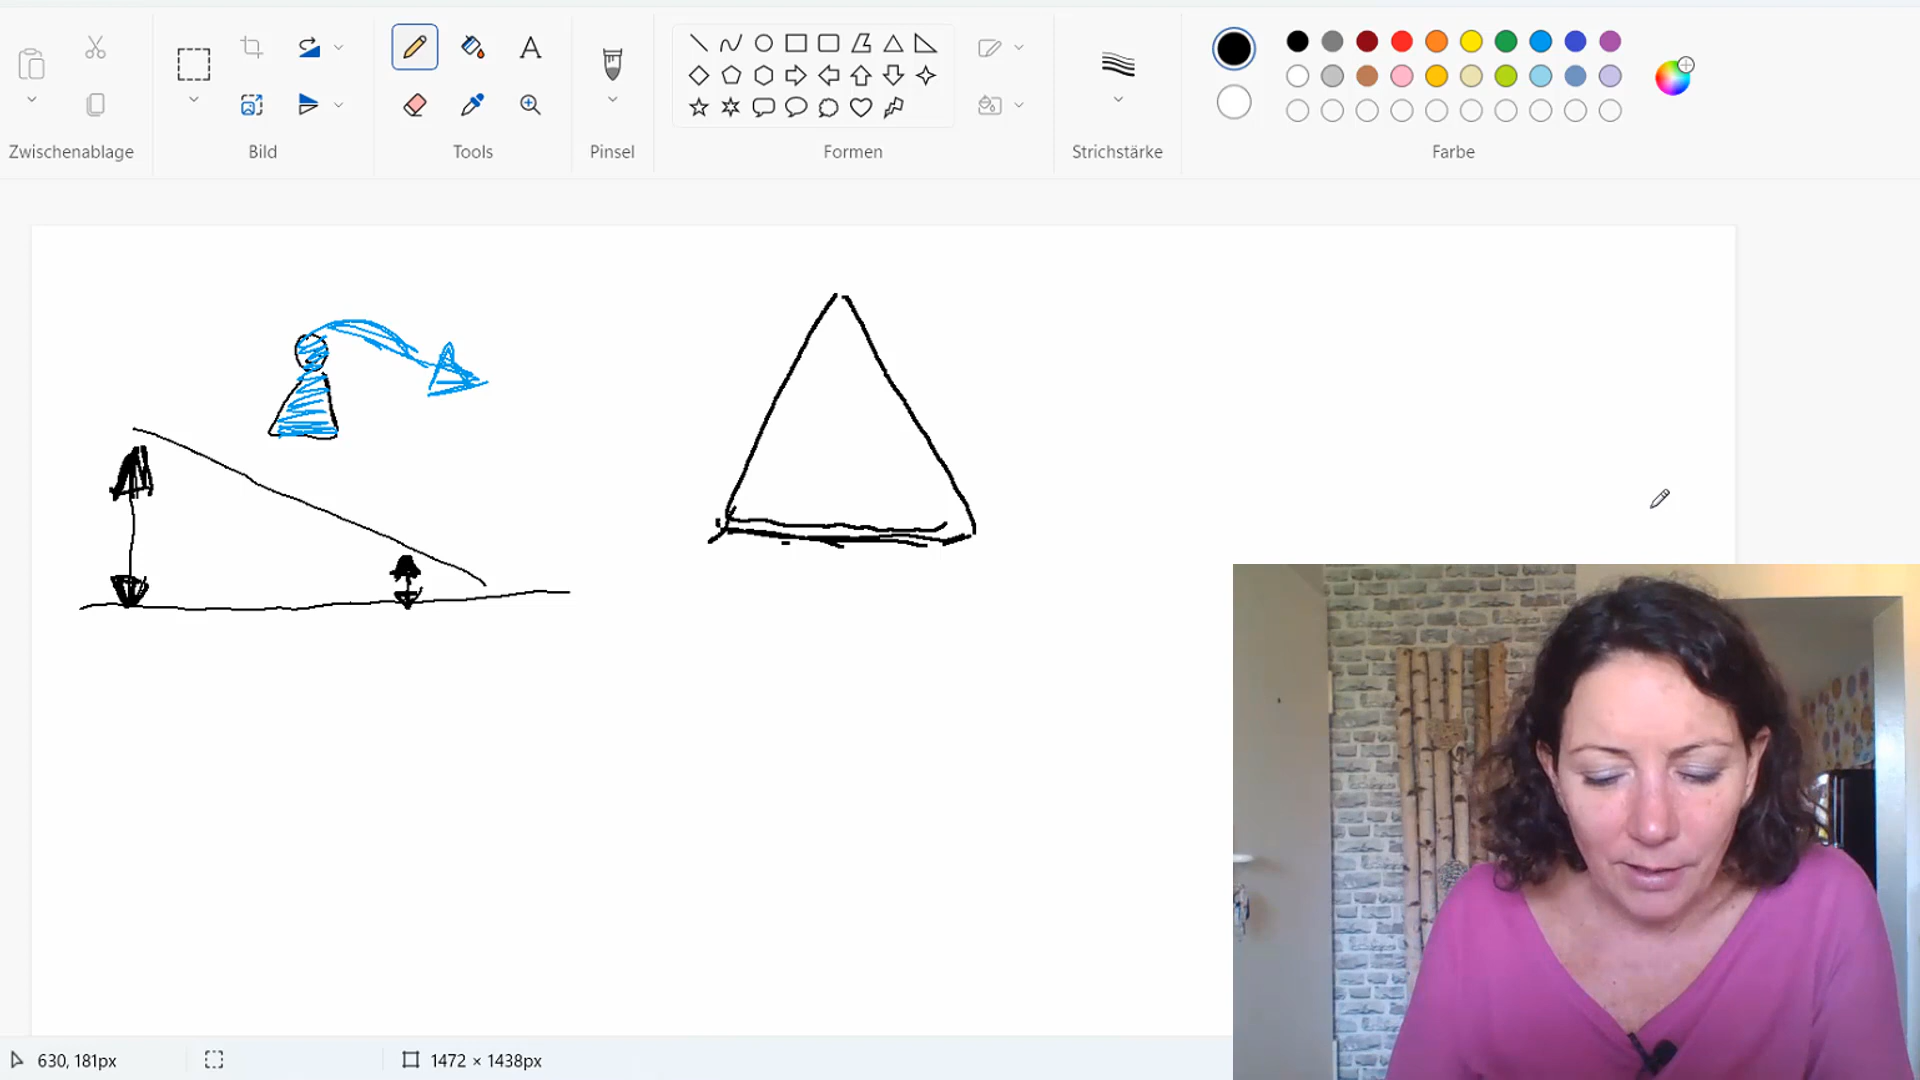 Zwischenablage
Bild
Tools
Pinsel
Formen
Strichstärke
Farbe
A
630, 181px
1472 × 1438px